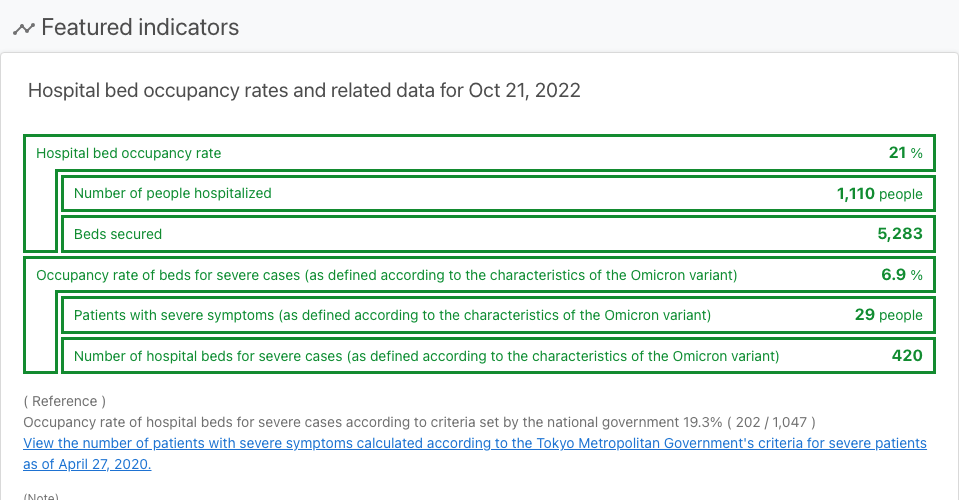 Featured indicators
Hospital bed occupancy rates and related data for Oct 21, 2022
Hospital bed occupancy rate 21 %
Number of people hospitalized 1,110 people
Beds secured 5,283
Occupancy rate of beds for severe cases (as defined according to the characteristics of the Omicron variant) 6.9 %
Patients with severe symptoms (as defined according to the characteristics of the Omicron variant) 29 people
Number of hospital beds for severe cases (as defined according to the characteristics of the Omicron variant) 420
( Reference )
Occupancy rate of hospital beds for severe cases according to criteria set by the national government 19.3% ( 202 / 1,047 )
View the number of patients with severe symptoms calculated according to the Tokyo Metropolitan Government's criteria for severe patients
as of April 27, 2020.
(Note)